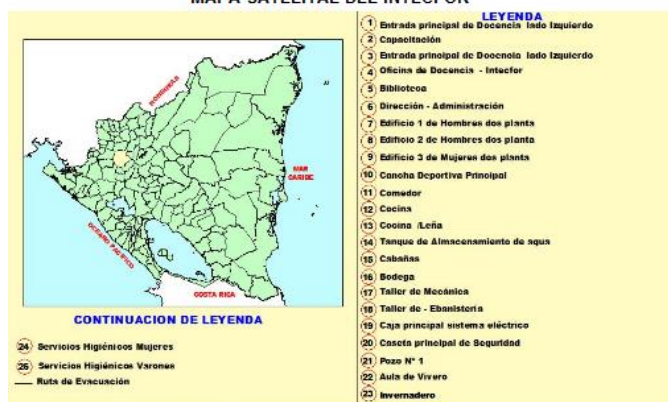 MAPA SATELITAL DEL INTECFOR
HONDURAS
MAR
CARIBE
OCEANO PACIFICO
COSTA RICA
CONTINUACION DE LEYENDA
24 Servicios Higiénicos Mujeres
26 Servicios Higiénicos Varones
Ruta de Evacuación
LEYENDA
1 Entrada principal de Docencia lado Izquierdo
2 Capacitación
3 Entrada principal de Docencia lado Izquierdo
4 Oficina de Docencia - Intecfor
5 Biblioteca
6 Dirección - Administración
7 Edificio 1 de Hombres dos planta
8 Edificio 2 de Hombres dos planta
9 Edificio 3 de Mujeres dos planta
10 Cancha Deportiva Principal
11 Comedor
12 Cocina
13 Cocina /Leña
14 Tanque de Almacenamiento de agua
15 Cabañas
16 Bodega
17 Taller de Mecánica
18 Taller de - Ebanistería
19 Caja principal sistema eléctrico
20 Caseta principal de Seguridad
21 Pozo N° 1
22 Aula de Vivero
23 Invernadero